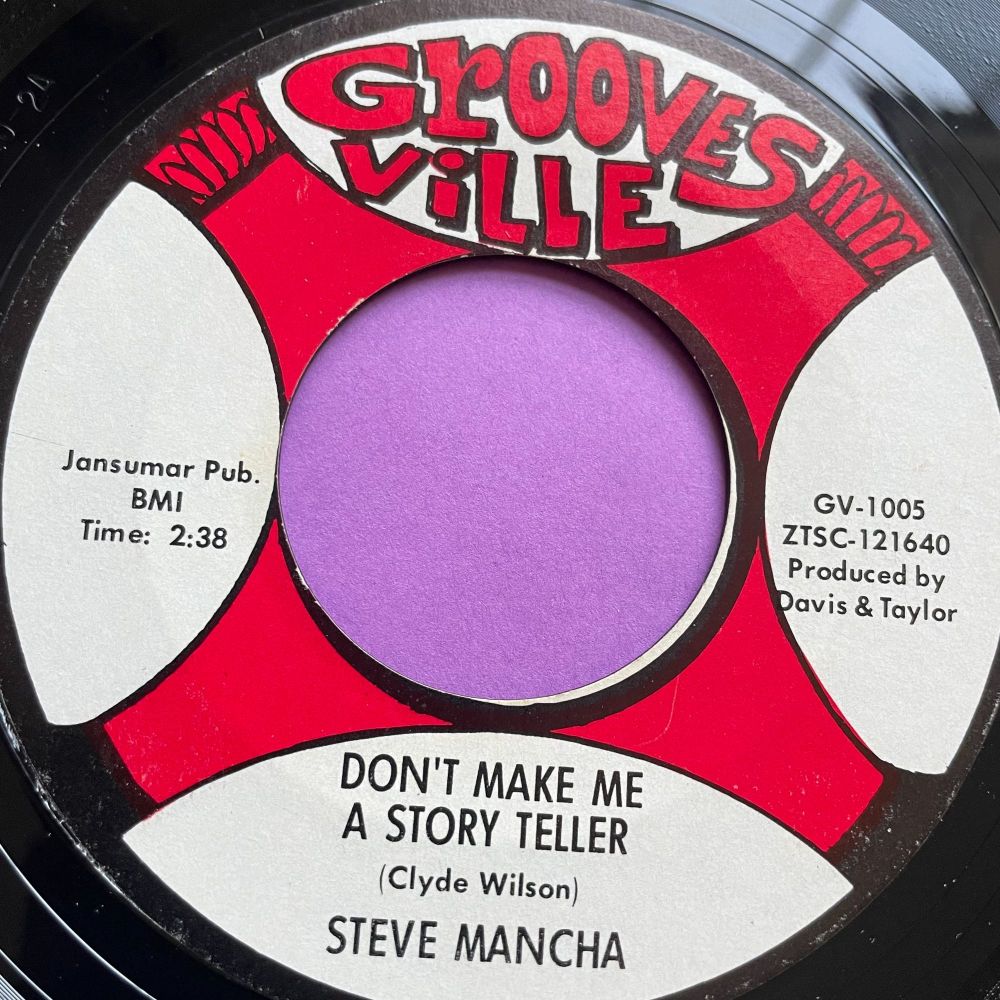 GROOVES
ViLLE
Jansumar Pub.
BMI
Time: 2:38
GV-1005
ZTSC-121640
Produced by
Davis & Taylor
DON'T MAKE ME
A STORY TELLER
(Clyde Wilson)
STEVE MANCHA